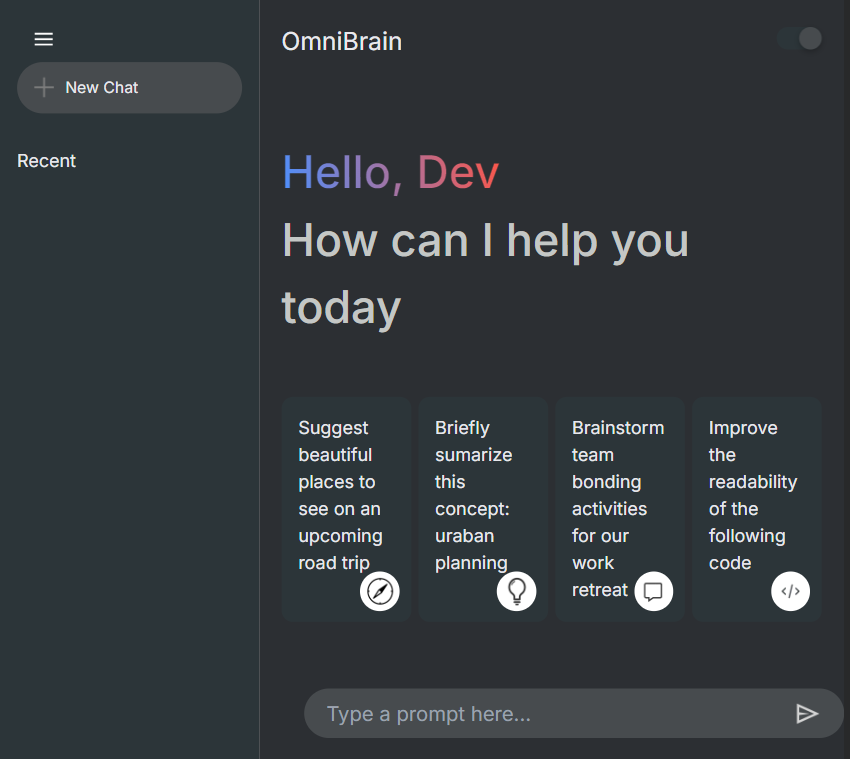 OmniBrain
New Chat
Recent
Hello, Dev
How can I help you
today
Suggest
beautiful
places to
see on an
upcoming
road trip
Briefly
sumarize
this
concept:
uraban
planning
Brainstorm
team
bonding
activities
for our
work
retreat
Improve
the
readability
of the
following
code
Type a prompt here...